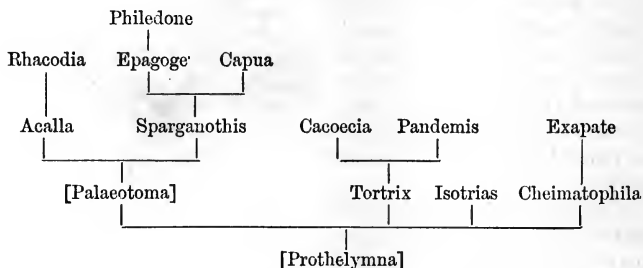 Philedone
Rhacodia Epagoge Capua
Acalla Sparganothis Cacoecia Pandemis Exapate
[Palaeotoma] Tortrix Isotrias Cheimatophila
[Prothelymna]